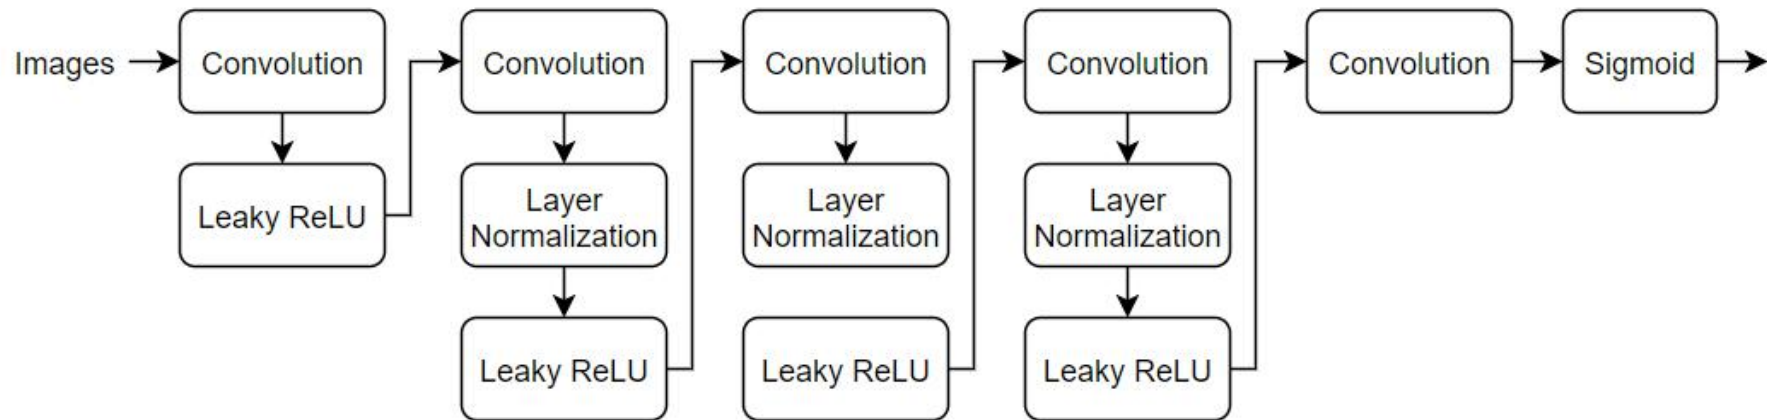 Images
Convolution
Convolution
Convolution
Convolution
Convolution
Sigmoid
Leaky ReLU
Layer
Normalization
Layer
Normalization
Layer
Normalization
Leaky ReLU
Leaky ReLU
Leaky ReLU